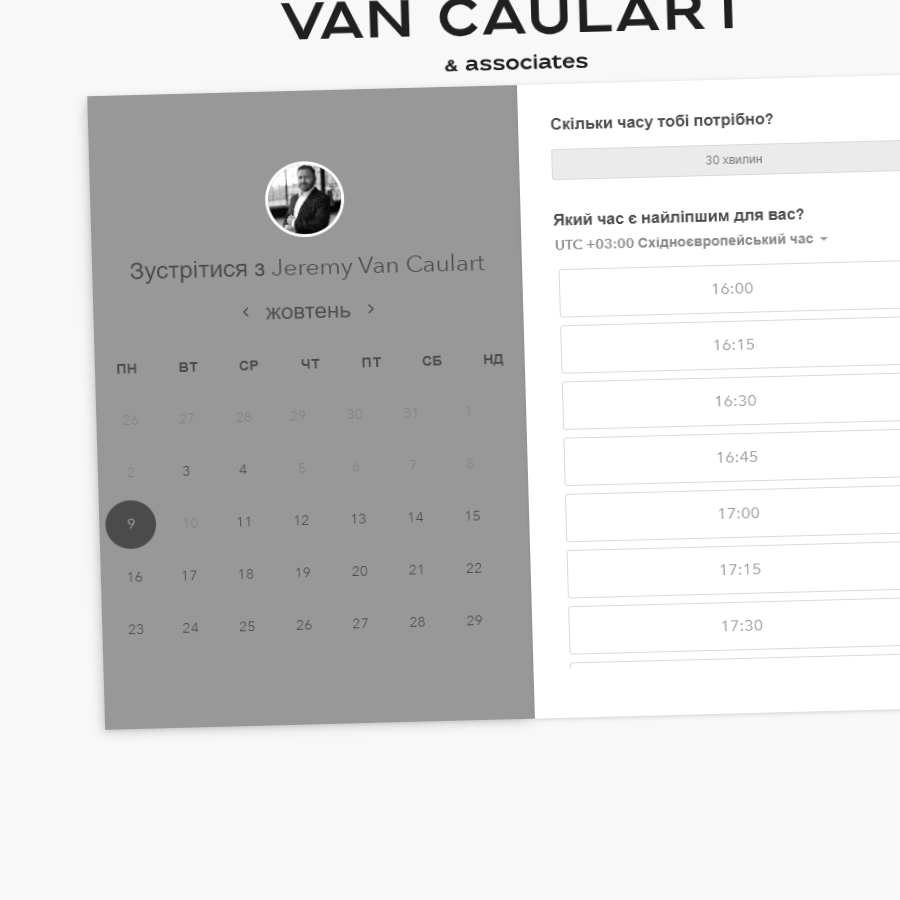 VAN CAULART
& associates
Зустрітися з Jeremy Van Caulart
жовтень
ПН ВТ СР ЧТ ПТ СБ НД
26 27 28 29 30 31 1
2 3 4 5 6 7 8
9 10 11 12 13 14 15
16 17 18 19 20 21 22
23 24 25 26 27 28 29
Скільки часу тобі потрібно?
30 хвилин
Який час є найліпшим для вас?
UTC +03:00 Східноєвропейський час
16:00
16:15
16:30
16:45
17:00
17:15
17:30